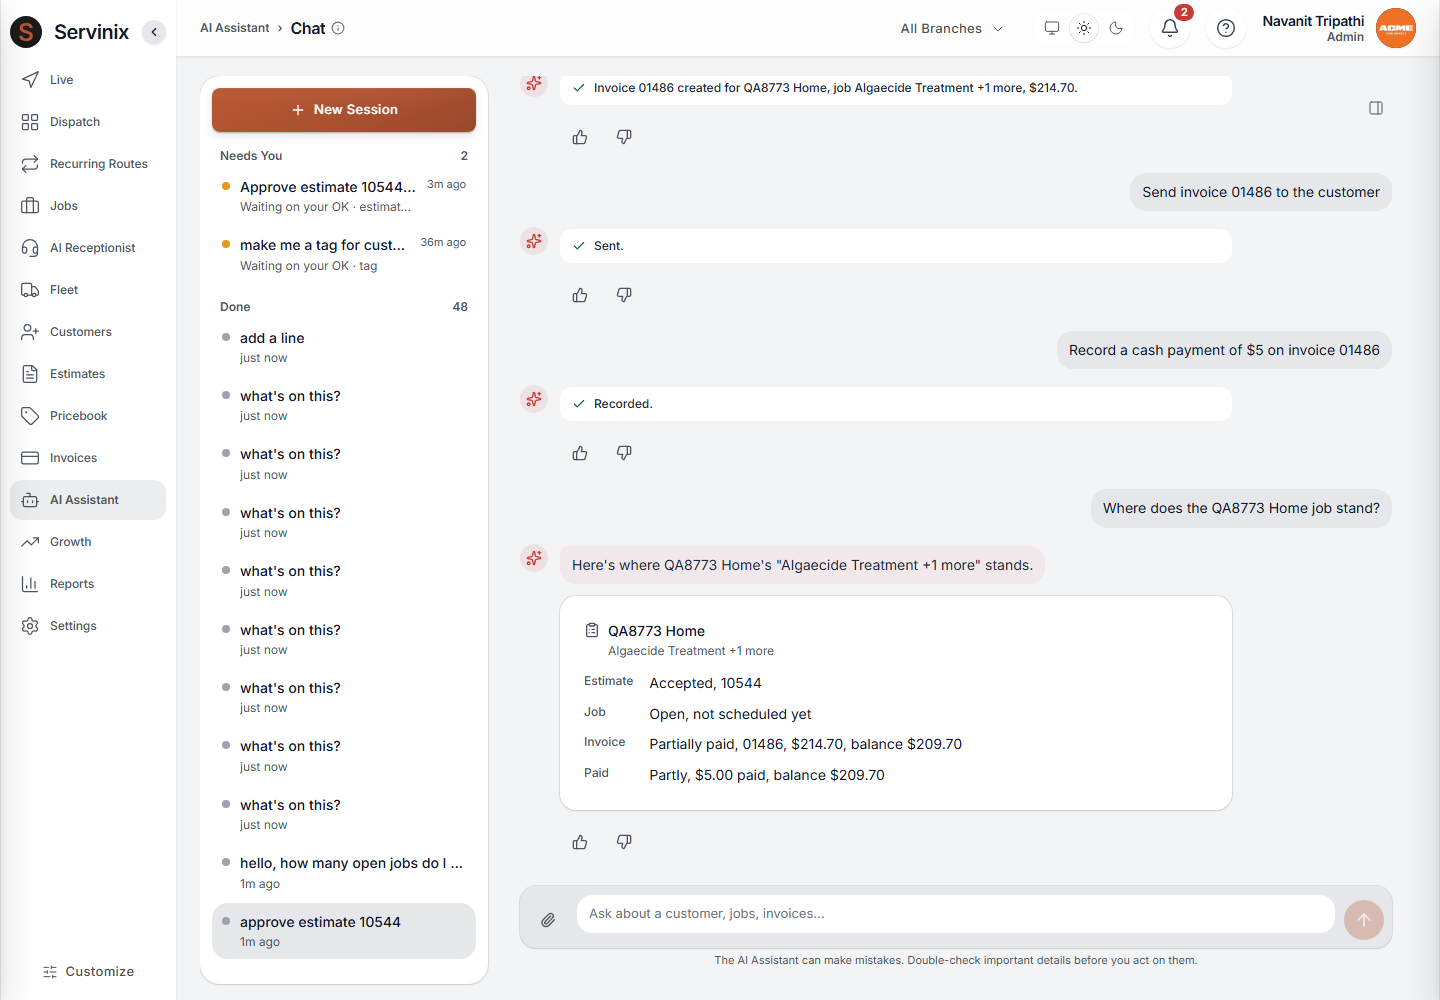 Servinix
Live
Dispatch
Recurring Routes
Jobs
AI Receptionist
Fleet
Customers
Estimates
Pricebook
Invoices
AI Assistant
Growth
Reports
Settings
Customize
AI Assistant › Chat
All Branches
2
Navanit Tripathi
Admin
ACME
New Session
Needs You 2
Approve estimate 10544... 3m ago
Waiting on your OK · estimat...
make me a tag for cust... 36m ago
Waiting on your OK · tag
Done 48
add a line
just now
what's on this?
just now
what's on this?
just now
what's on this?
just now
what's on this?
just now
what's on this?
just now
what's on this?
just now
what's on this?
just now
what's on this?
just now
hello, how many open jobs do I ...
1m ago
approve estimate 10544
1m ago
Invoice 01486 created for QA8773 Home, job Algaecide Treatment +1 more, $214.70.
Send invoice 01486 to the customer
Sent.
Record a cash payment of $5 on invoice 01486
Recorded.
Where does the QA8773 Home job stand?
Here's where QA8773 Home's "Algaecide Treatment +1 more" stands.
QA8773 Home
Algaecide Treatment +1 more
Estimate Accepted, 10544
Job Open, not scheduled yet
Invoice Partially paid, 01486, $214.70, balance $209.70
Paid Partly, $5.00 paid, balance $209.70
Ask about a customer, jobs, invoices...
The AI Assistant can make mistakes. Double-check important details before you act on them.